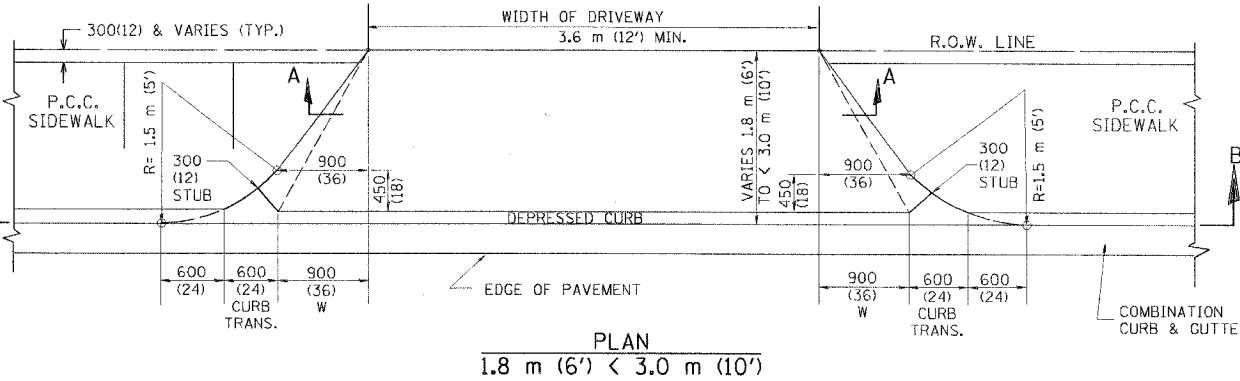 300(12) & VARIES (TYP.)
WIDTH OF DRIVEWAY
3.6 m (12') MIN.
R.O.W. LINE
A
A
P.C.C.
SIDEWALK
R= 1.5 m (5')
300
(12)
STUB
900
(36)
450
(18)
VARIES 1.8 m (6')
TO < 3.0 m (10')
900
(36)
450
(18)
300
(12)
STUB
R=1.5 m (5')
P.C.C.
SIDEWALK
B
DEPRESSED CURB
600
(24)
600
(24)
CURB
TRANS.
900
(36)
W
EDGE OF PAVEMENT
900
(36)
W
600
(24)
CURB
TRANS.
600
(24)
COMBINATION
CURB & GUTTE
PLAN
1.8 m (6') < 3.0 m (10')